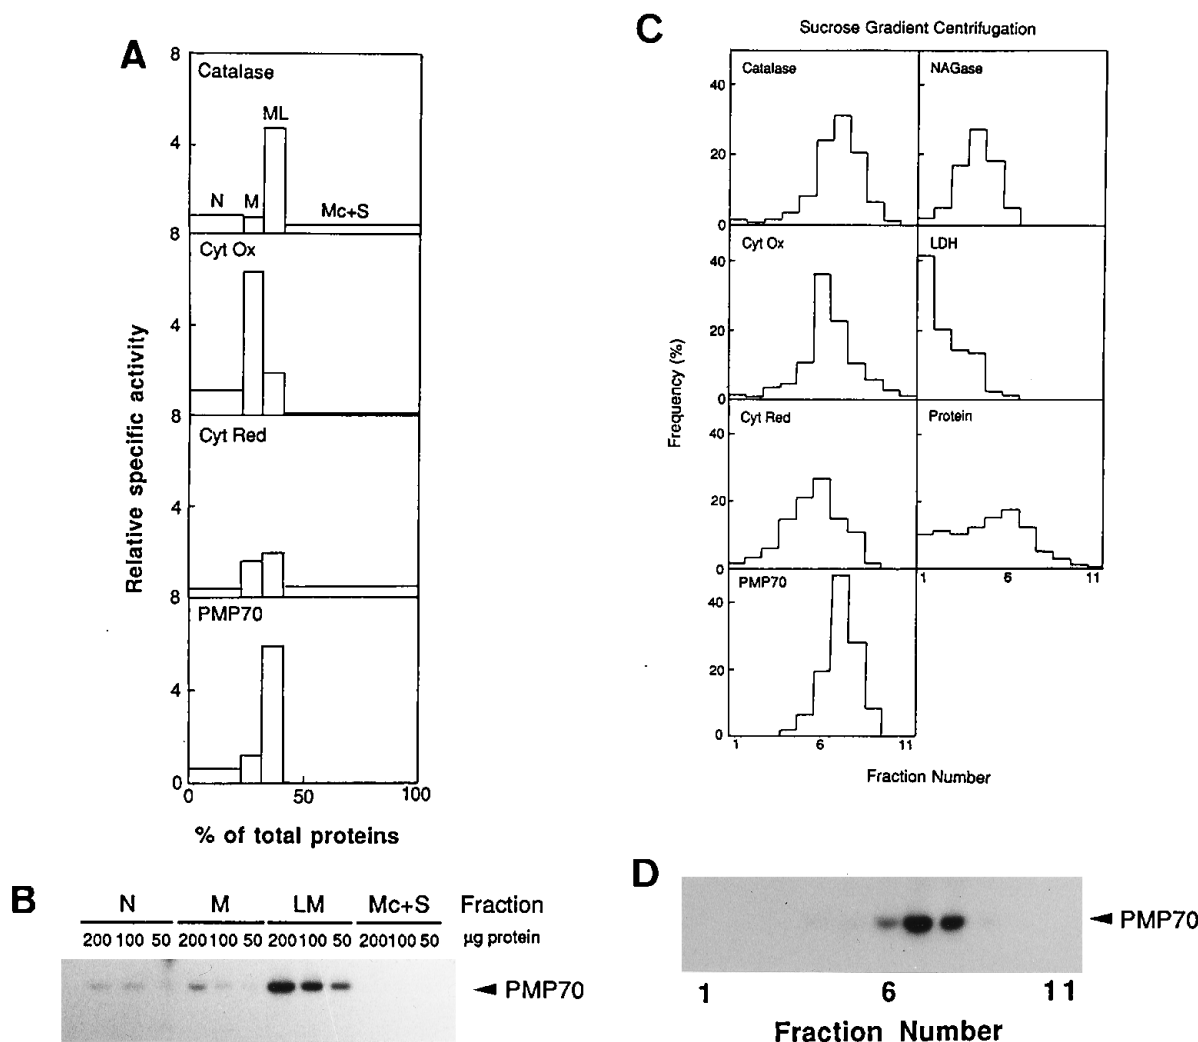 A
8
Catalase
ML
4
N
M
Mc+S
8
Cyt Ox
4
8
Cyt Red
4
8
PMP70
4
0
0
50
100
Relative specific activity
% of total proteins
B
N M LM Mc+S Fraction
200 100 50 200 100 50 200 100 50 200 100 50 µg protein
PMP70
C
Sucrose Gradient Centrifugation
Catalase
NAGase
40
20
0
Cyt Ox
LDH
40
20
0
Cyt Red
Protein
40
20
0
1 6 11
PMP70
40
20
0
1 6 11
Frequency (%)
Fraction Number
D
PMP70
1 6 11
Fraction Number